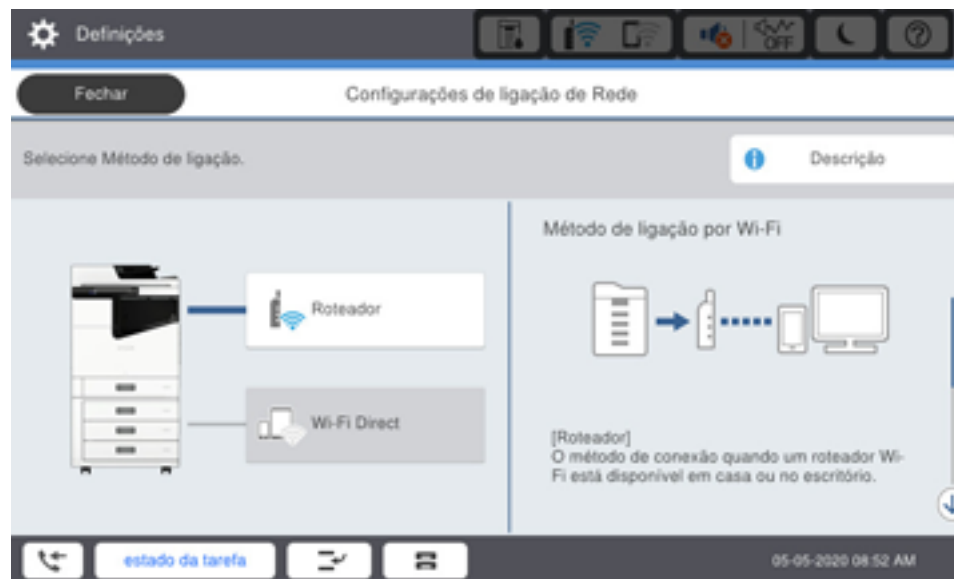 Definições
OFF
Fechar
Configurações de ligação de Rede
Selecione Método de ligação.
Descrição
Método de ligação por Wi-Fi
Roteador
Wi-Fi Direct
[Roteador]
O método de conexão quando um roteador Wi-
Fi está disponível em casa ou no escritório.
estado da tarefa
05-05-2020 08:52 AM